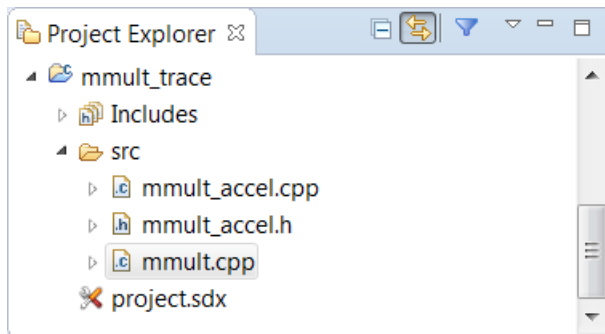 Project Explorer
mmult_trace
Includes
src
mmult_accel.cpp
mmult_accel.h
mmult.cpp
project.sdx